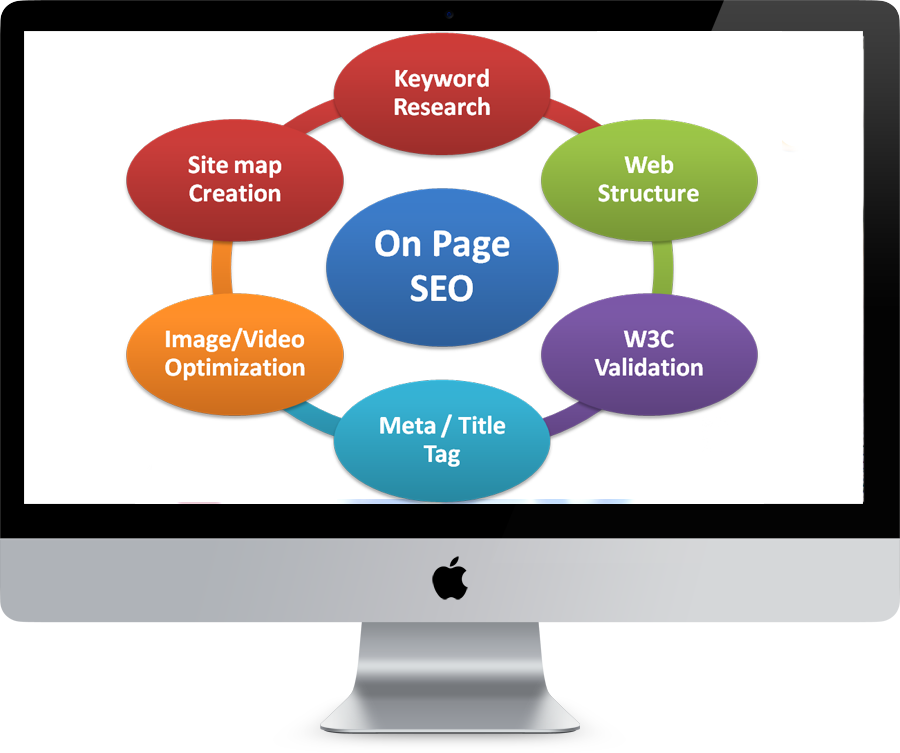 Keyword
Research
Site map
Creation
Web
Structure
On Page
SEO
Image/Video
Optimization
W3C
Validation
Meta / Title
Tag